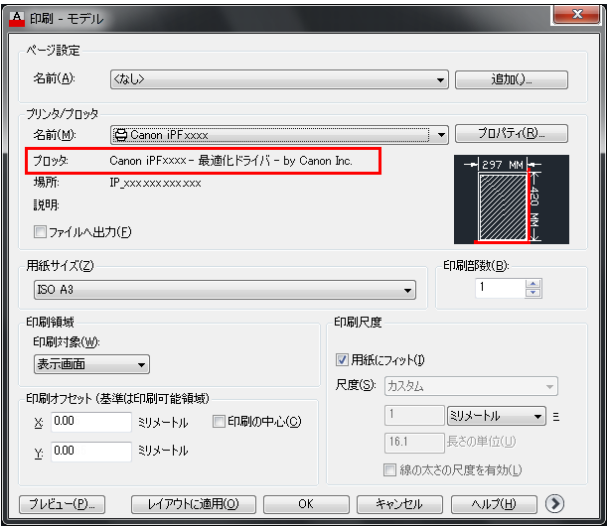 印刷 - モデル
ページ設定
名前(A): <なし> 追加()...
プリンタ/プロッタ
名前(M): Canon iPFxxxx プロパティ(R)...
プロッタ: Canon iPFxxxx - 最適化ドライバ - by Canon Inc.
場所: IP_xxx.xxx.xxx.xxx
説明:
ファイルへ出力(F)
297 MM
420 MM
用紙サイズ(Z)
ISO A3
印刷部数(B):
1
印刷領域
印刷対象(W):
表示画面
印刷オフセット (基準は印刷可能領域)
X: 0.00 ミリメートル 印刷の中心(C)
Y: 0.00 ミリメートル
印刷尺度
用紙にフィット(I)
尺度(S): カスタム
1 ミリメートル =
16.1 長さの単位(U)
線の太さの尺度を有効(L)
プレビュー(P)... レイアウトに適用(O) OK キャンセル ヘルプ(H)